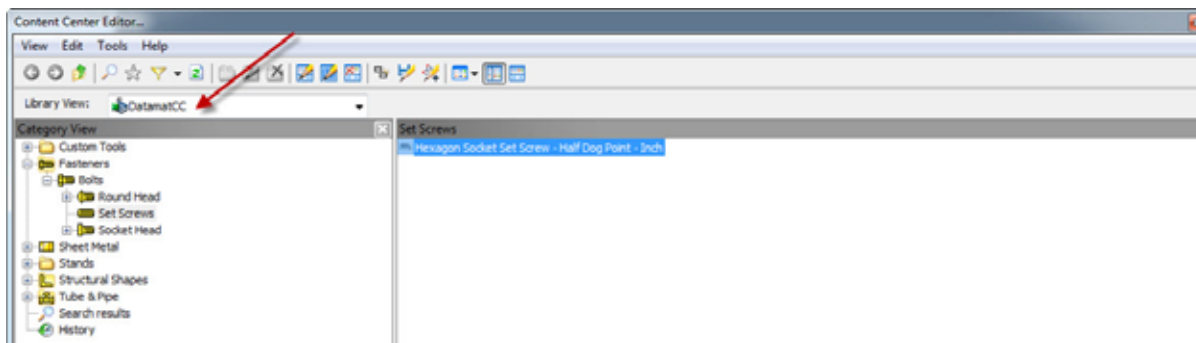 Content Center Editor...
View Edit Tools Help
Library View: DatamatCC
Category View
Custom Tools
Fasteners
Bolts
Round Head
Set Screws
Socket Head
Sheet Metal
Stands
Structural Shapes
Tube & Pipe
Search results
History
Set Screws
Hexagon Socket Set Screw - Half Dog Point - Inch